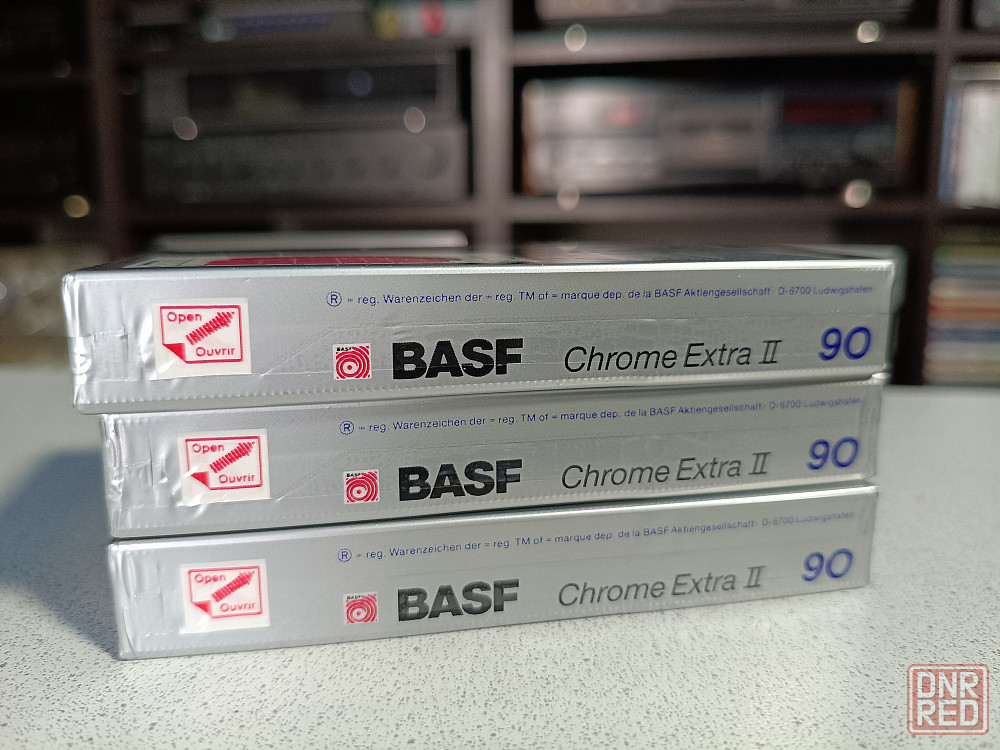 Open
Ouvrir
® = reg. Warenzeichen der = reg. TM of = marque dep. de la BASF Aktiengesellschaft · D-6700 Ludwigshafen
BASF
BASF Chrome Extra II 90
Open
Ouvrir
® = reg. Warenzeichen der = reg. TM of = marque dep. de la BASF Aktiengesellschaft · D-6700 Ludwigshafen
BASF
BASF Chrome Extra II 90
Open
Ouvrir
® = reg. Warenzeichen der = reg. TM of = marque dep. de la BASF Aktiengesellschaft · D-6700 Ludwigshafen
BASF
BASF Chrome Extra II 90
DNR
RED